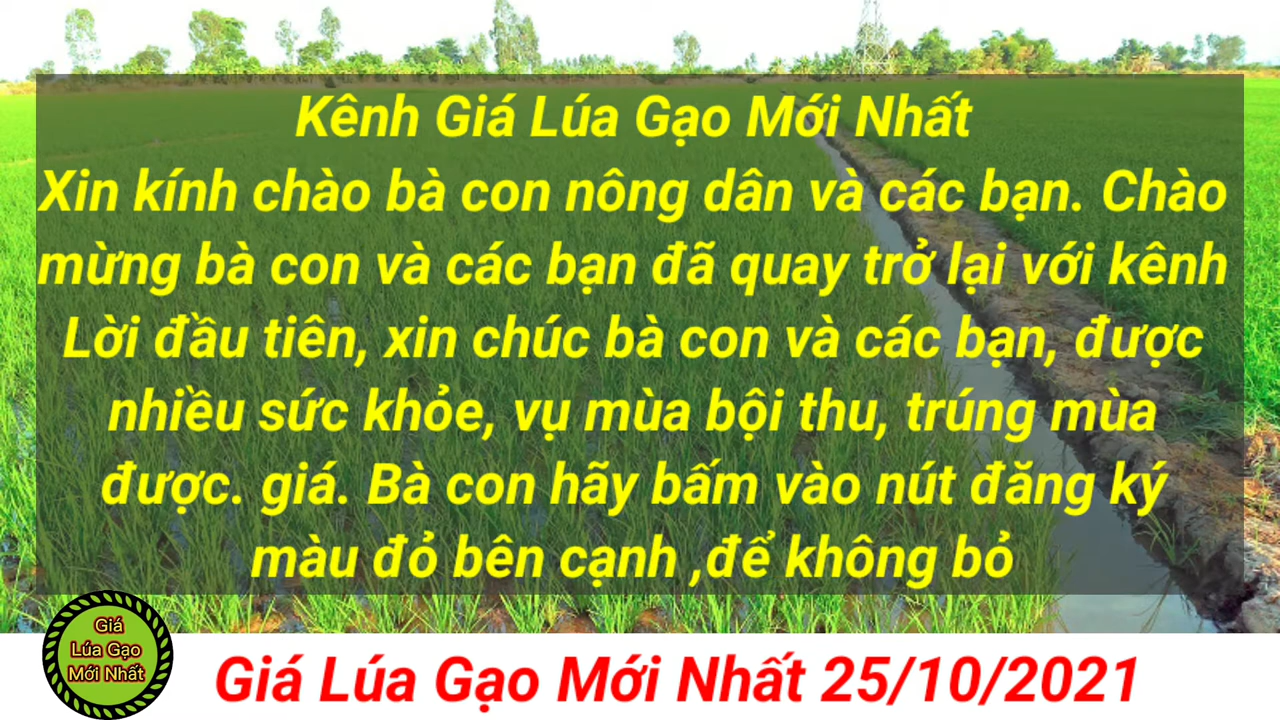 Kênh Giá Lúa Gạo Mới Nhất
Xin kính chào bà con nông dân và các bạn. Chào
mừng bà con và các bạn đã quay trở lại với kênh
Lời đầu tiên, xin chúc bà con và các bạn, được
nhiều sức khỏe, vụ mùa bội thu, trúng mùa
được. giá. Bà con hãy bấm vào nút đăng ký
màu đỏ bên cạnh ,để không bỏ
Giá
Lúa Gạo
Mới Nhất
Giá Lúa Gạo Mới Nhất 25/10/2021